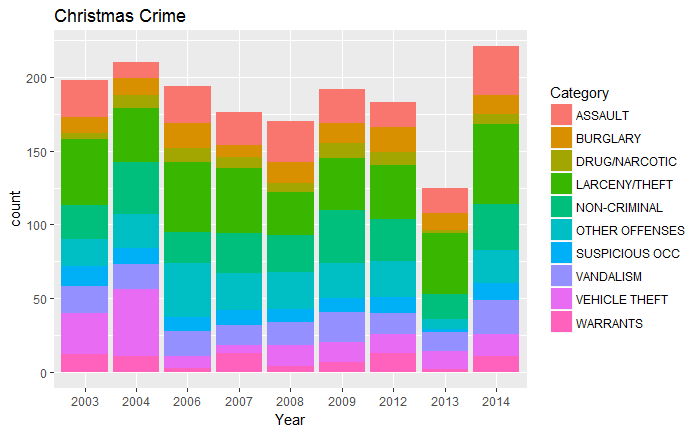 Christmas Crime
count
200
150
100
50
0
2003 2004 2006 2007 2008 2009 2012 2013 2014
Year
Category
ASSAULT
BURGLARY
DRUG/NARCOTIC
LARCENY/THEFT
NON-CRIMINAL
OTHER OFFENSES
SUSPICIOUS OCC
VANDALISM
VEHICLE THEFT
WARRANTS